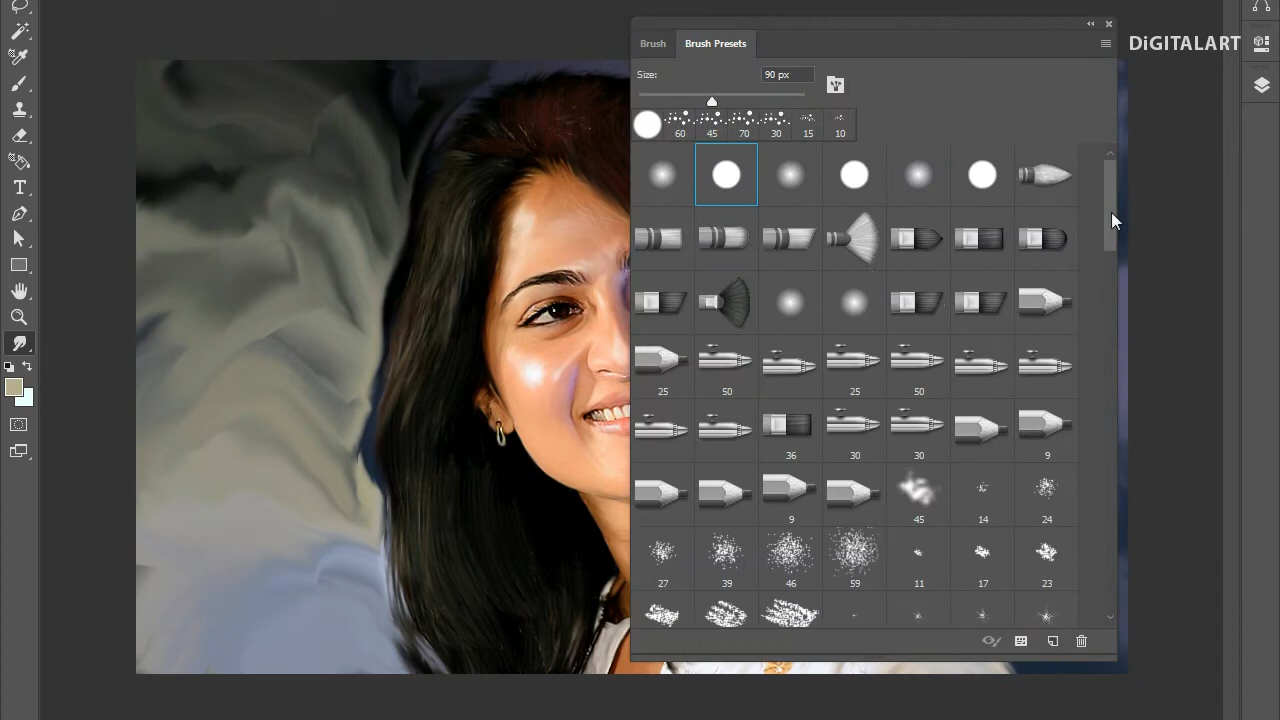 DiGITALART
Brush
Brush Presets
Size:
90 px
60 45 70 30 15 10
25 50 25 50
36 30 30 9
9 45 14 24
27 39 46 59 11 17 23